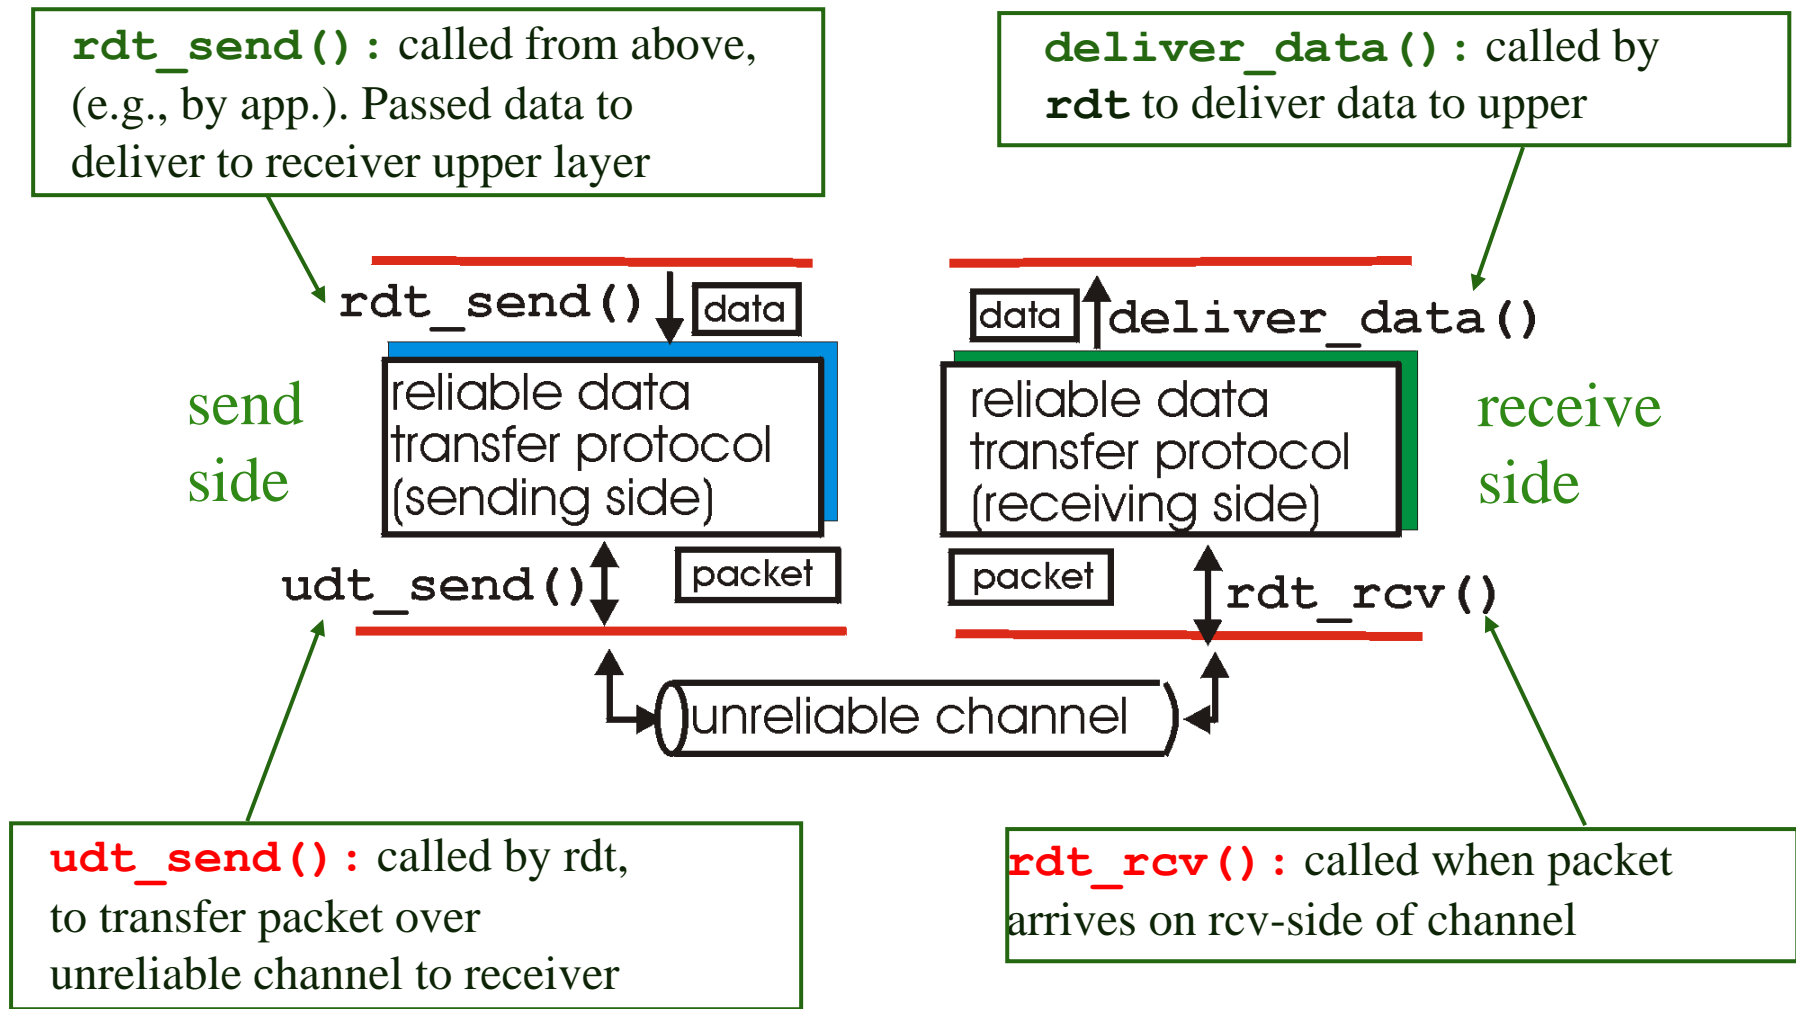 rdt_send(): called from above,
(e.g., by app.). Passed data to
deliver to receiver upper layer
deliver_data(): called by
rdt to deliver data to upper
rdt_send()
data
data
deliver_data()
send
side
reliable data
transfer protocol
(sending side)
reliable data
transfer protocol
(receiving side)
receive
side
udt_send()
packet
packet
rdt_rcv()
unreliable channel
udt_send(): called by rdt,
to transfer packet over
unreliable channel to receiver
rdt_rcv(): called when packet
arrives on rcv-side of channel